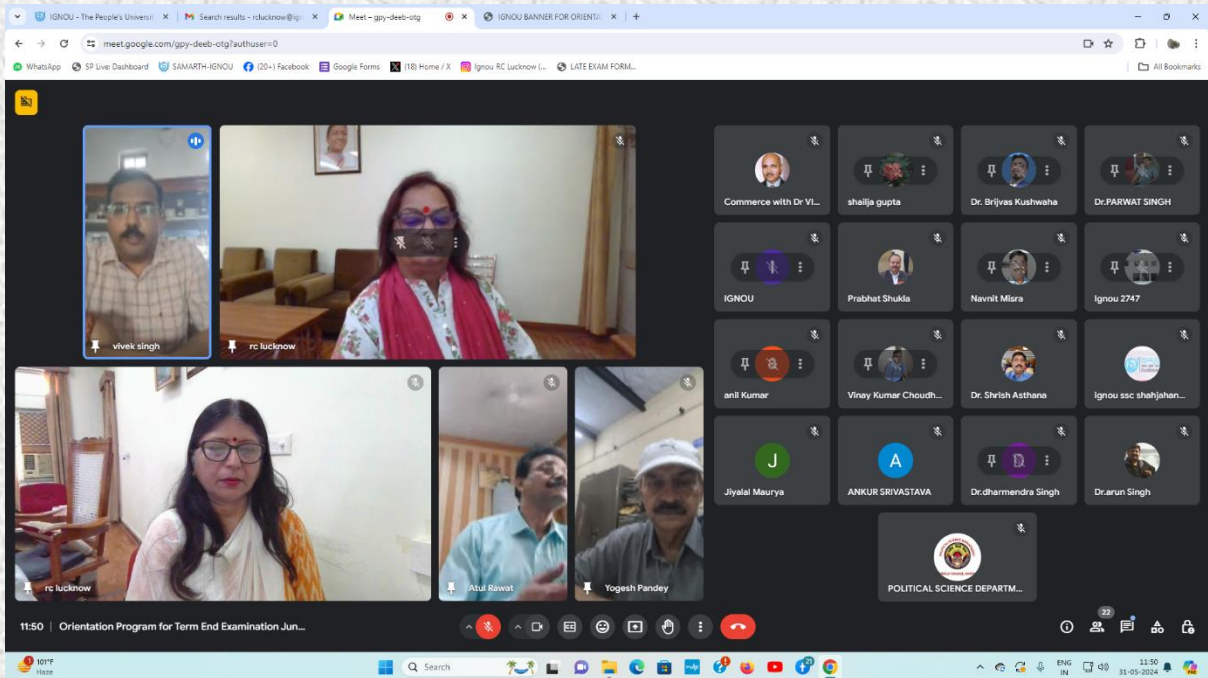 IGNOU - The People's Universi
Search results - rclucknow@ign
Meet – gpy-deeb-otg
IGNOU BANNER FOR ORIENTA
meet.google.com/gpy-deeb-otg?authuser=0
WhatsApp
SP Live: Dashboard
SAMARTH-IGNOU
(20+) Facebook
Google Forms
(18) Home / X
Ignou RC Lucknow (...
LATE EXAM FORM...
All Bookmarks
vivek singh
rc lucknow
Commerce with Dr VI...
shailja gupta
Dr. Brijvas Kushwaha
Dr.PARWAT SINGH
IGNOU
Prabhat Shukla
Navnit Misra
Ignou 2747
anil Kumar
Vinay Kumar Choudh...
Dr. Shrish Asthana
ignou ssc shahjahan...
J
Jiyalal Maurya
A
ANKUR SRIVASTAVA
D
Dr.dharmendra Singh
Dr.arun Singh
rc lucknow
Atul Rawat
Yogesh Pandey
POLITICAL SCIENCE DEPARTM...
11:50 | Orientation Program for Term End Examination Jun...
22
101°F
Haze
Search
ENG
IN
11:50
31-05-2024